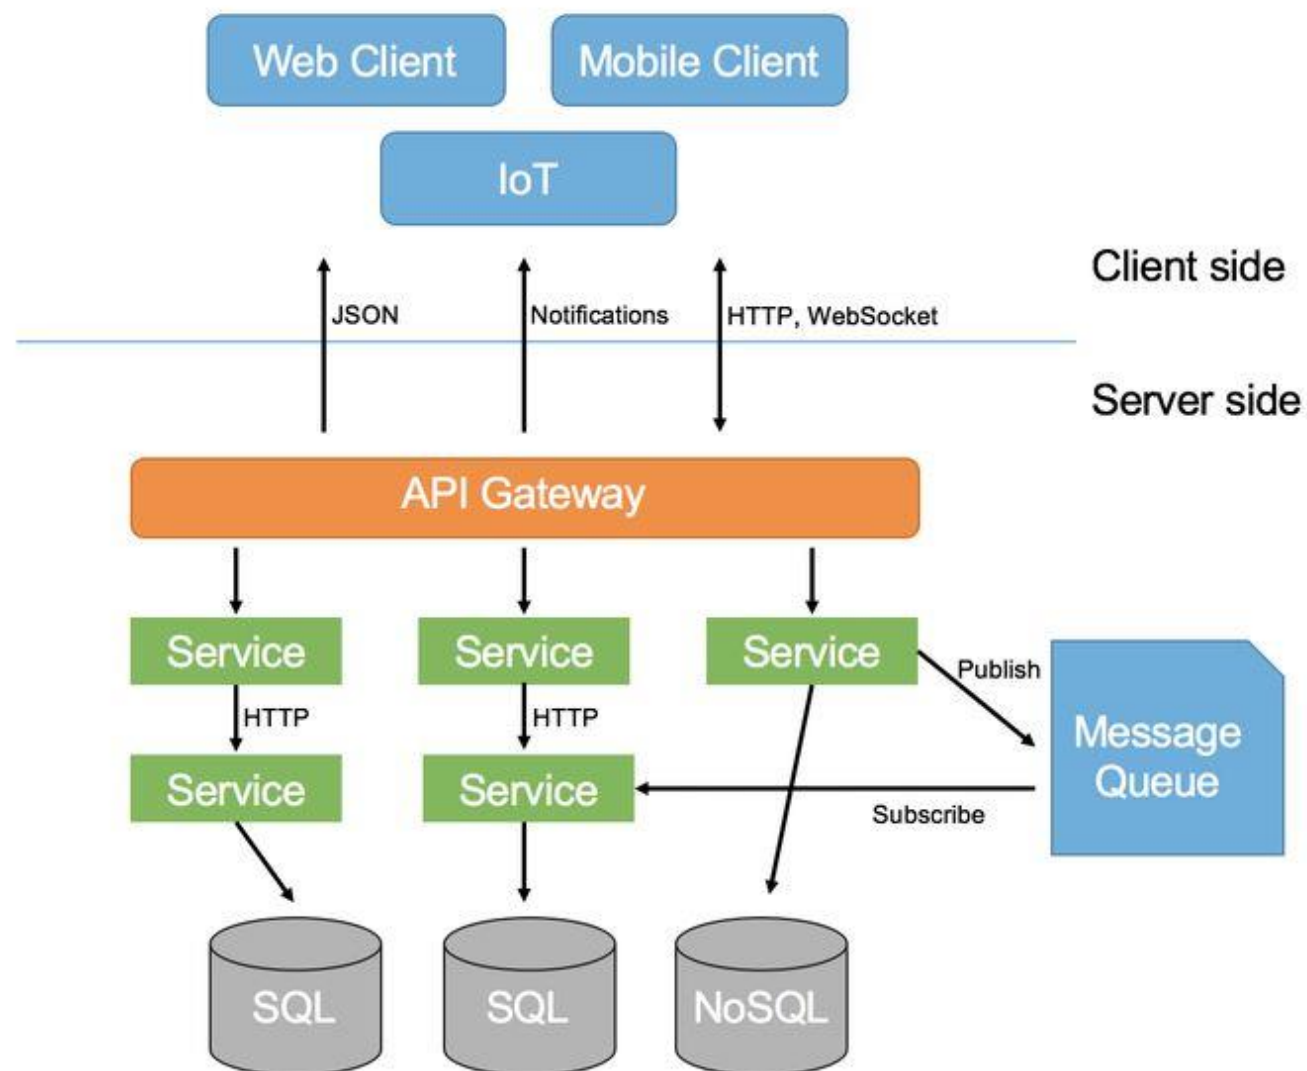 Web Client
Mobile Client
IoT
Client side
JSON
Notifications
HTTP, WebSocket
Server side
API Gateway
Service
Service
Service
Publish
HTTP
HTTP
Message
Queue
Service
Service
Subscribe
SQL
SQL
NoSQL